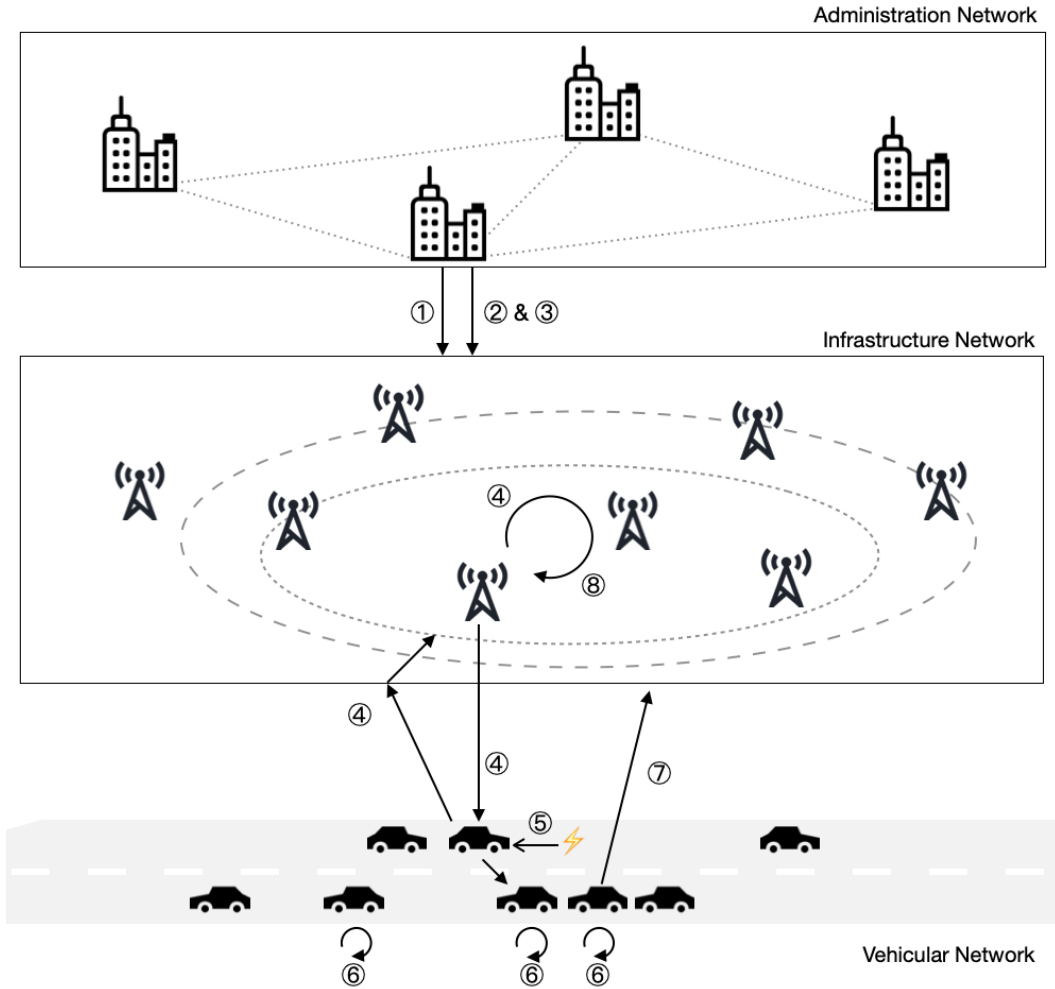 Administration Network
① ② & ③
Infrastructure Network
④
⑧
④
④
⑦
⑤
Vehicular Network
⑥ ⑥ ⑥